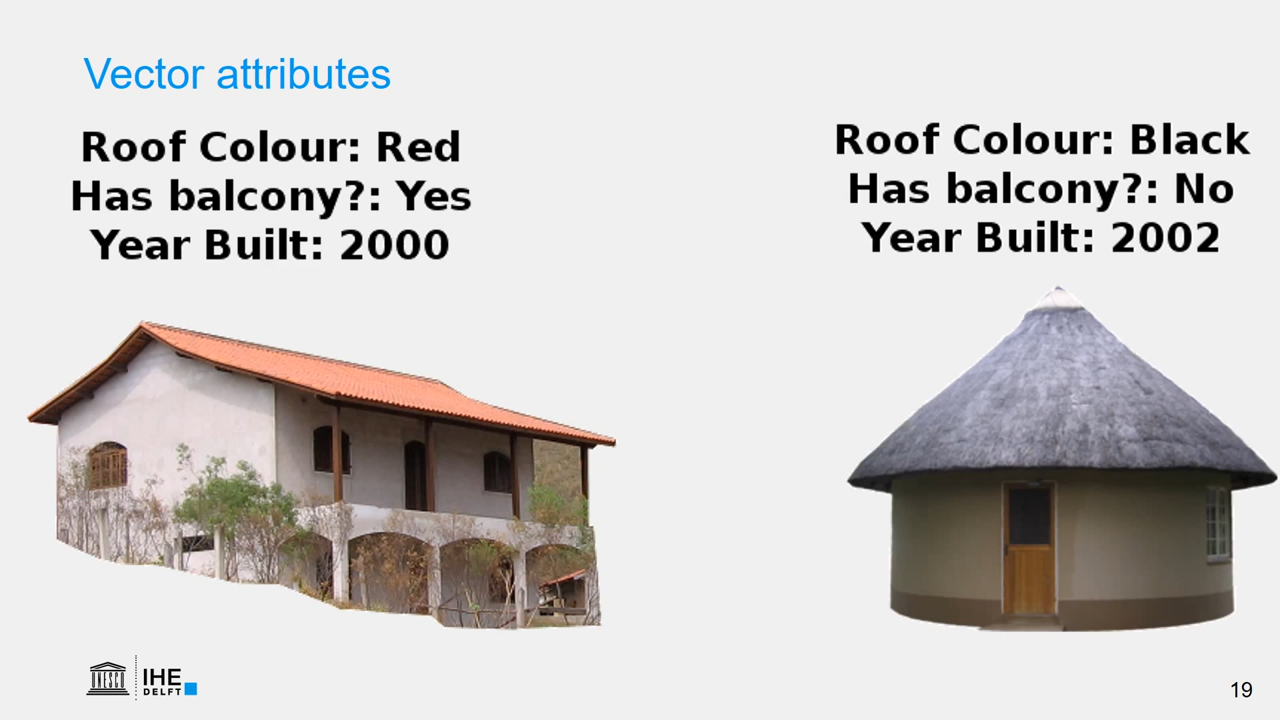 Vector attributes
Roof Colour: Red
Has balcony?: Yes
Year Built: 2000
Roof Colour: Black
Has balcony?: No
Year Built: 2002
UNESCO
IHE
DELFT
19